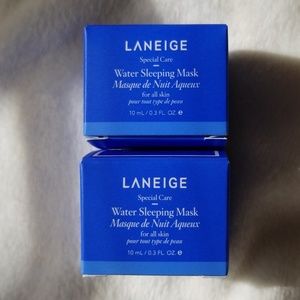 LANEIGE
Special Care
Water Sleeping Mask
Masque de Nuit Aqueux
for all skin
pour tout type de peau
10 mL / 0.3 FL. OZ. ℮
LANEIGE
Special Care
Water Sleeping Mask
Masque de Nuit Aqueux
for all skin
pour tout type de peau
10 mL / 0.3 FL. OZ. ℮